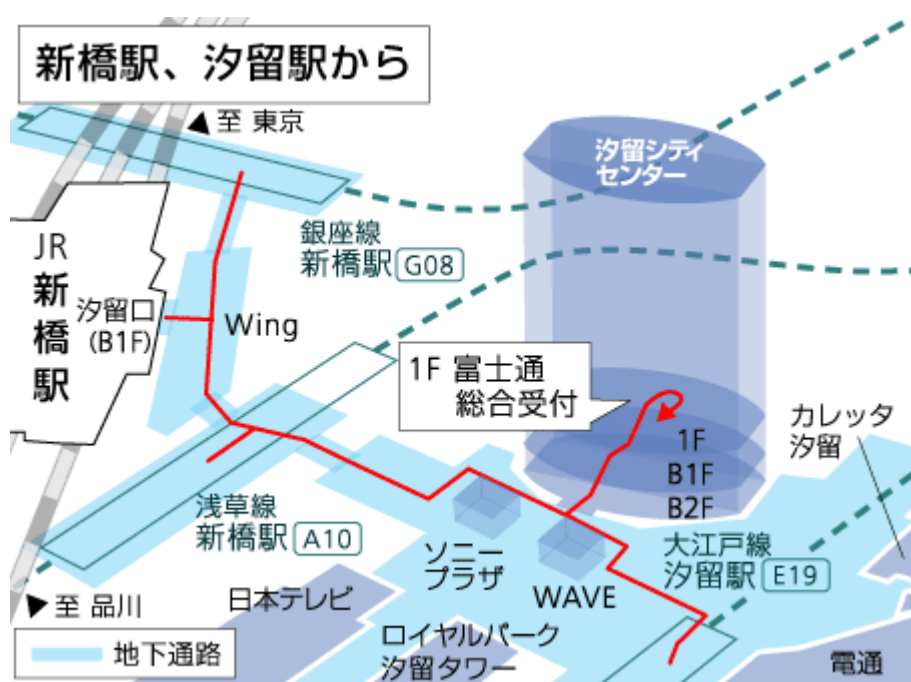 新橋駅、汐留駅から
▲至 東京
汐留シティ
センター
銀座線
新橋駅 G08
JR
新橋駅
汐留口
(B1F)
Wing
1F 富士通
総合受付
カレッタ
汐留
1F
B1F
B2F
浅草線
新橋駅 A10
ソニー
プラザ
大江戸線
汐留駅 E19
WAVE
▼至 品川
日本テレビ
ロイヤルパーク
汐留タワー
電通
地下通路